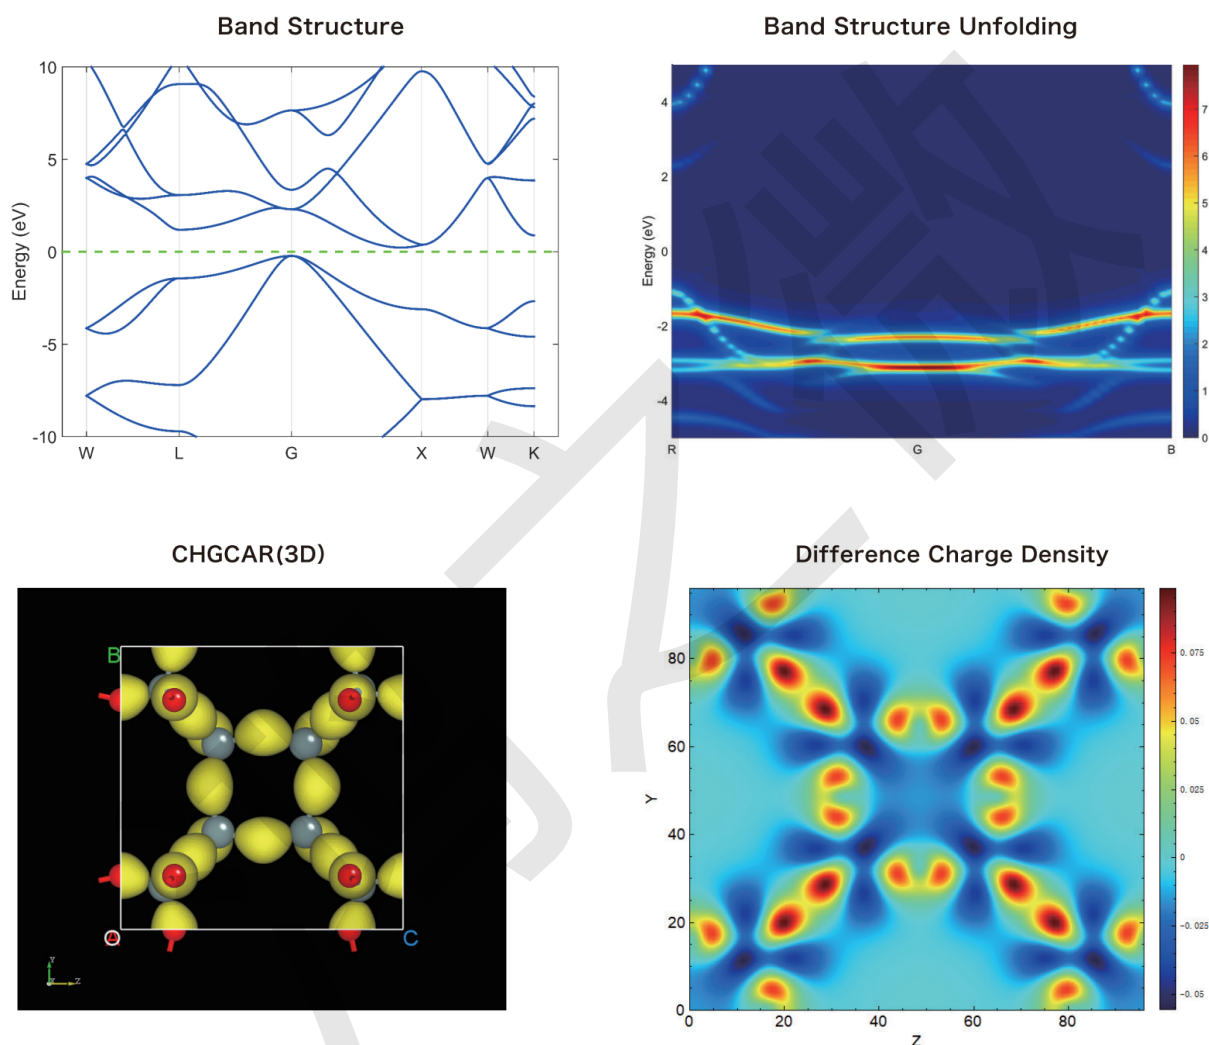 Band Structure
Band Structure Unfolding
10
5
0
-5
-10
Energy (eV)
W L G X W K
4
2
0
-2
-4
Energy (eV)
R G B
7
6
5
4
3
2
1
0
CHGCAR(3D)
Difference Charge Density
B
A
O
C
Y
X
Z
80
60
40
20
0
Y
0 20 40 60 80
Z
0.075
0.05
0.025
0
-0.025
-0.05